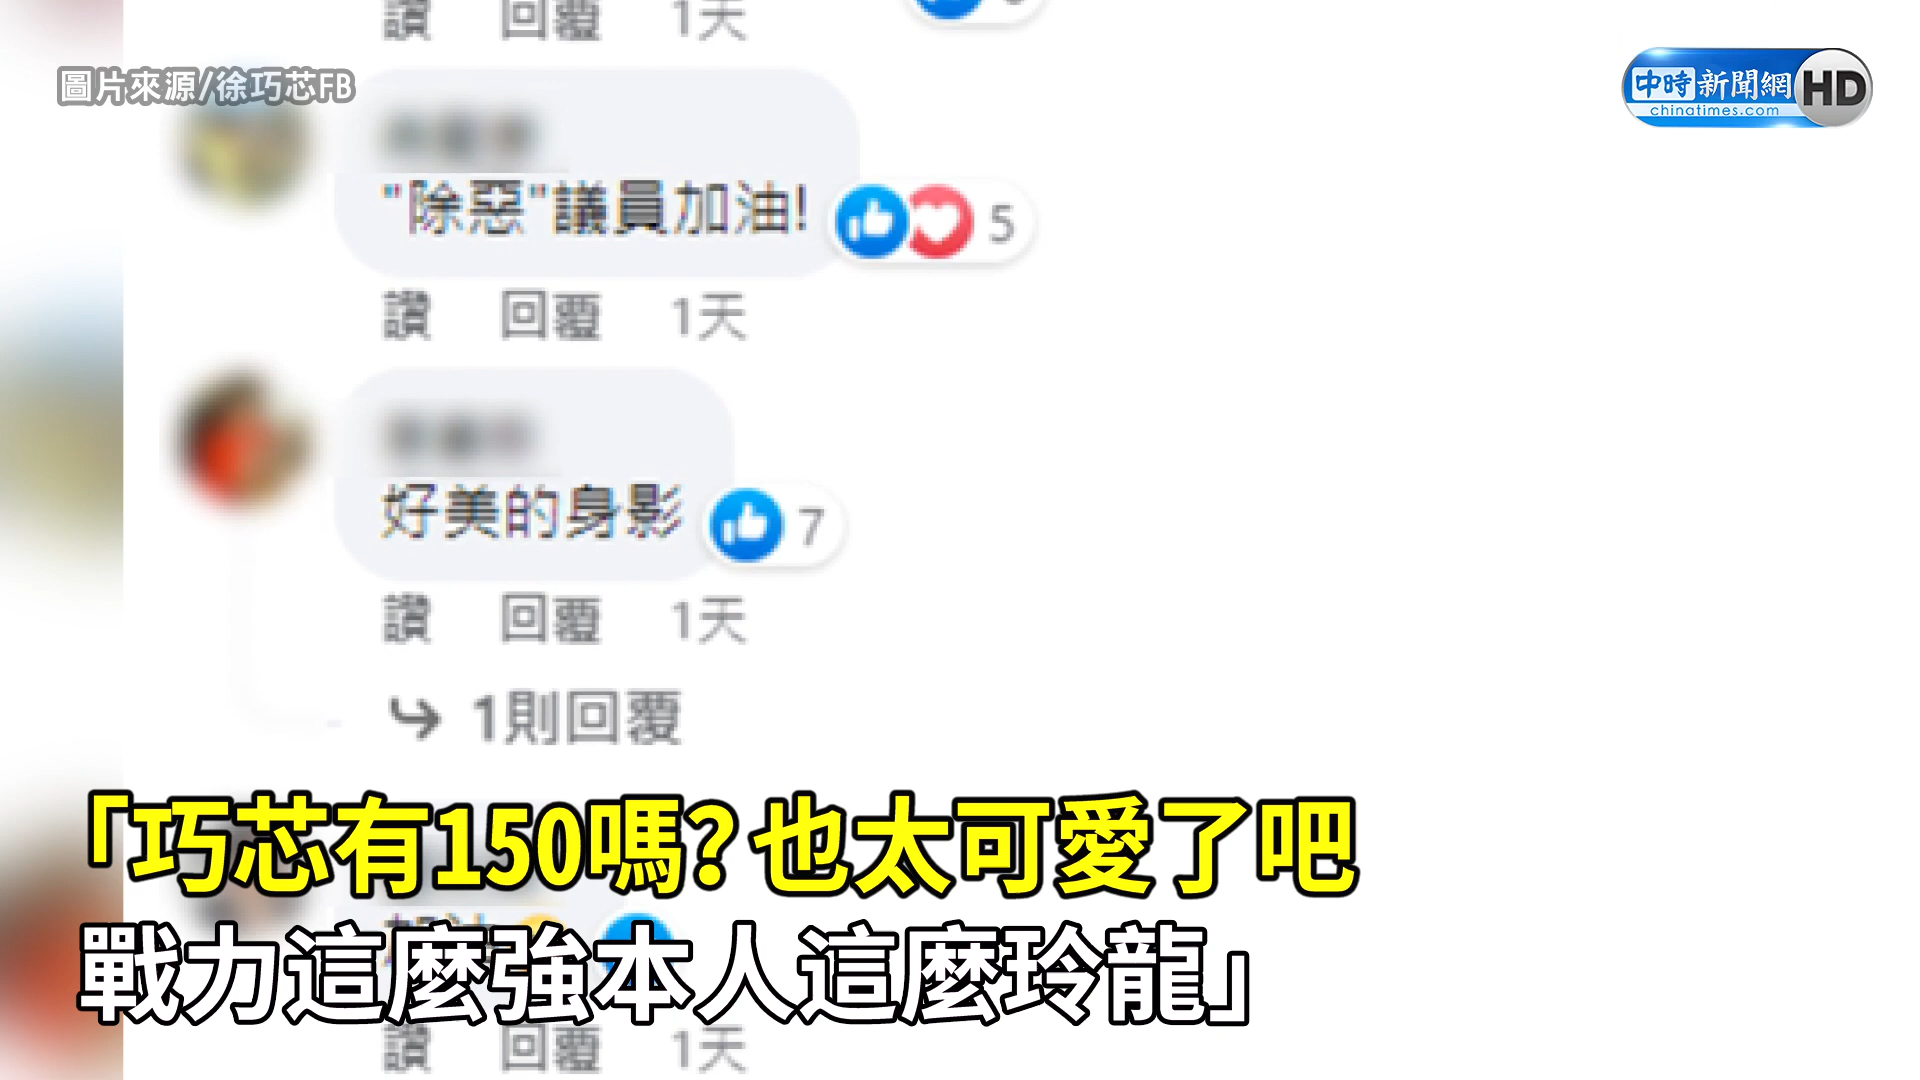 讚 回覆 1天
圖片來源/徐巧芯FB
中時新聞網 HD
chinatimes.com
"除惡"議員加油!
5
讚 回覆 1天
好美的身影
7
讚 回覆 1天
1則回覆
「巧芯有150嗎?也太可愛了吧
戰力這麼強本人這麼玲龍」
讚 回覆 1天